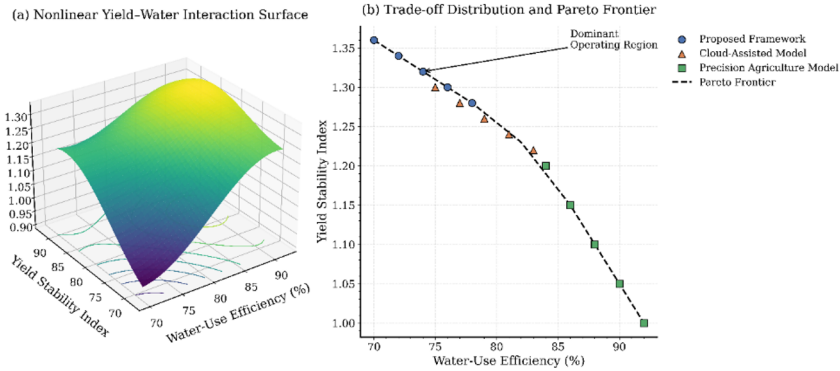 (a) Nonlinear Yield–Water Interaction Surface
1.30
1.25
1.20
1.15
1.10
1.05
1.00
0.95
0.90
90
85
80
75
70
Yield Stability Index
70
75
80
85
90
Water-Use Efficiency (%)
(b) Trade-off Distribution and Pareto Frontier
Dominant
Operating Region
1.35
1.30
1.25
1.20
1.15
1.10
1.05
1.00
Yield Stability Index
70
75
80
85
90
Water-Use Efficiency (%)
Proposed Framework
Cloud-Assisted Model
Precision Agriculture Model
Pareto Frontier